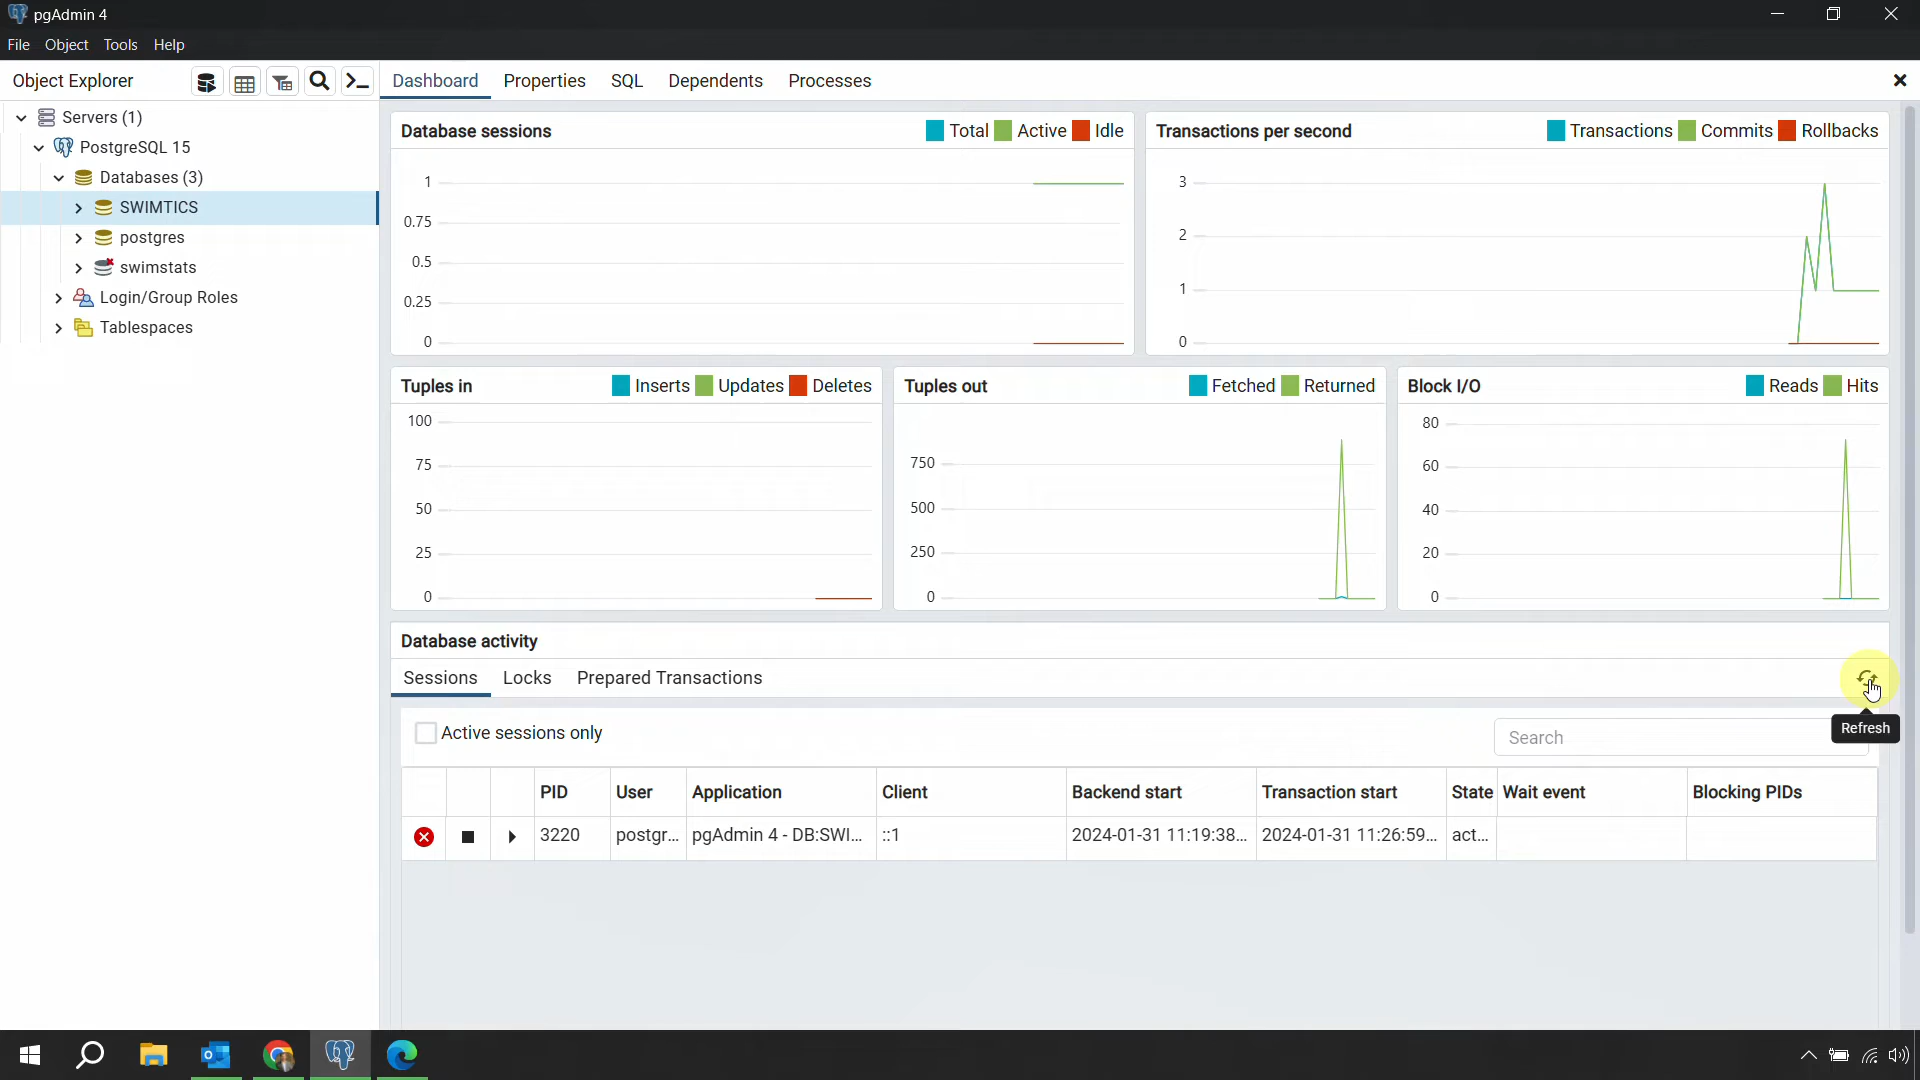 pgAdmin 4
File Object Tools Help
Object Explorer
Dashboard Properties SQL Dependents Processes
Servers (1)
PostgreSQL 15
Databases (3)
SWIMTICS
postgres
swimstats
Login/Group Roles
Tablespaces
Database sessions
Total Active Idle
1
0.75
0.5
0.25
0
Transactions per second
Transactions Commits Rollbacks
3
2
1
0
Tuples in
Inserts Updates Deletes
100
75
50
25
0
Tuples out
Fetched Returned
750
500
250
0
Block I/O
Reads Hits
80
60
40
20
0
Database activity
Sessions Locks Prepared Transactions
Refresh
Active sessions only
Search
PID User Application Client Backend start Transaction start State Wait event Blocking PIDs
3220 postgr... pgAdmin 4 - DB:SWI... ::1 2024-01-31 11:19:38... 2024-01-31 11:26:59... act...